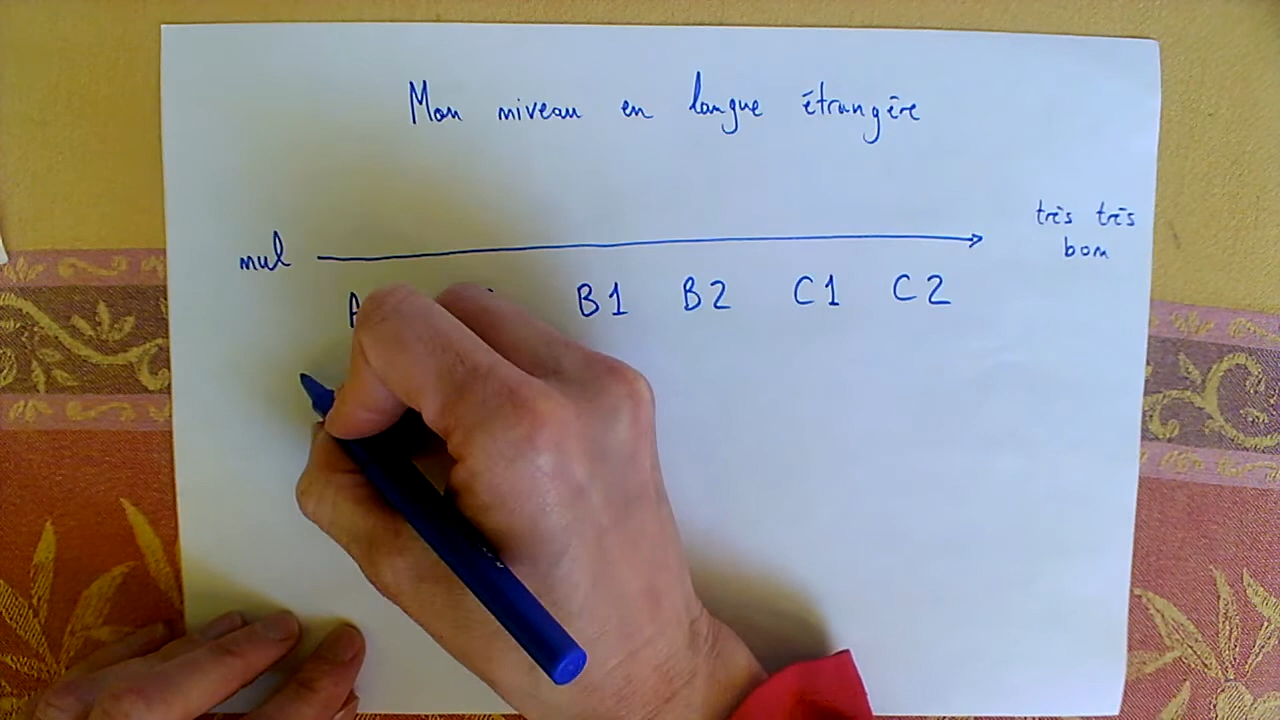 Mon niveau en langue étrangère
très très
bon
nul
B1 B2 C1 C2